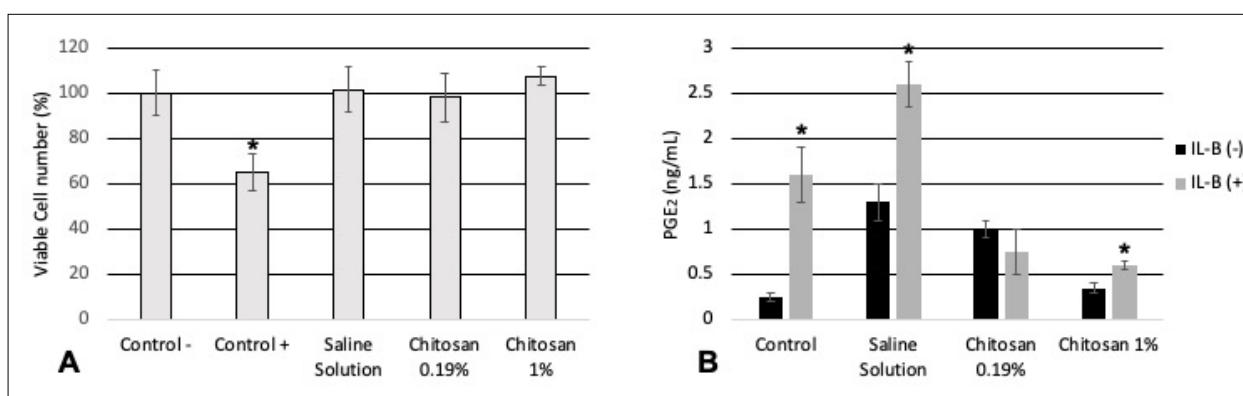 120
100
80
60
40
20
0
Viable Cell number (%)
*
Control -
Control +
Saline
Solution
Chitosan
0.19%
Chitosan
1%
A
3
2.5
2
1.5
1
0.5
0
PGE₂ (ng/mL)
*
*
*
Control
Saline
Solution
Chitosan
0.19%
Chitosan 1%
IL-B (-)
IL-B (+)
B